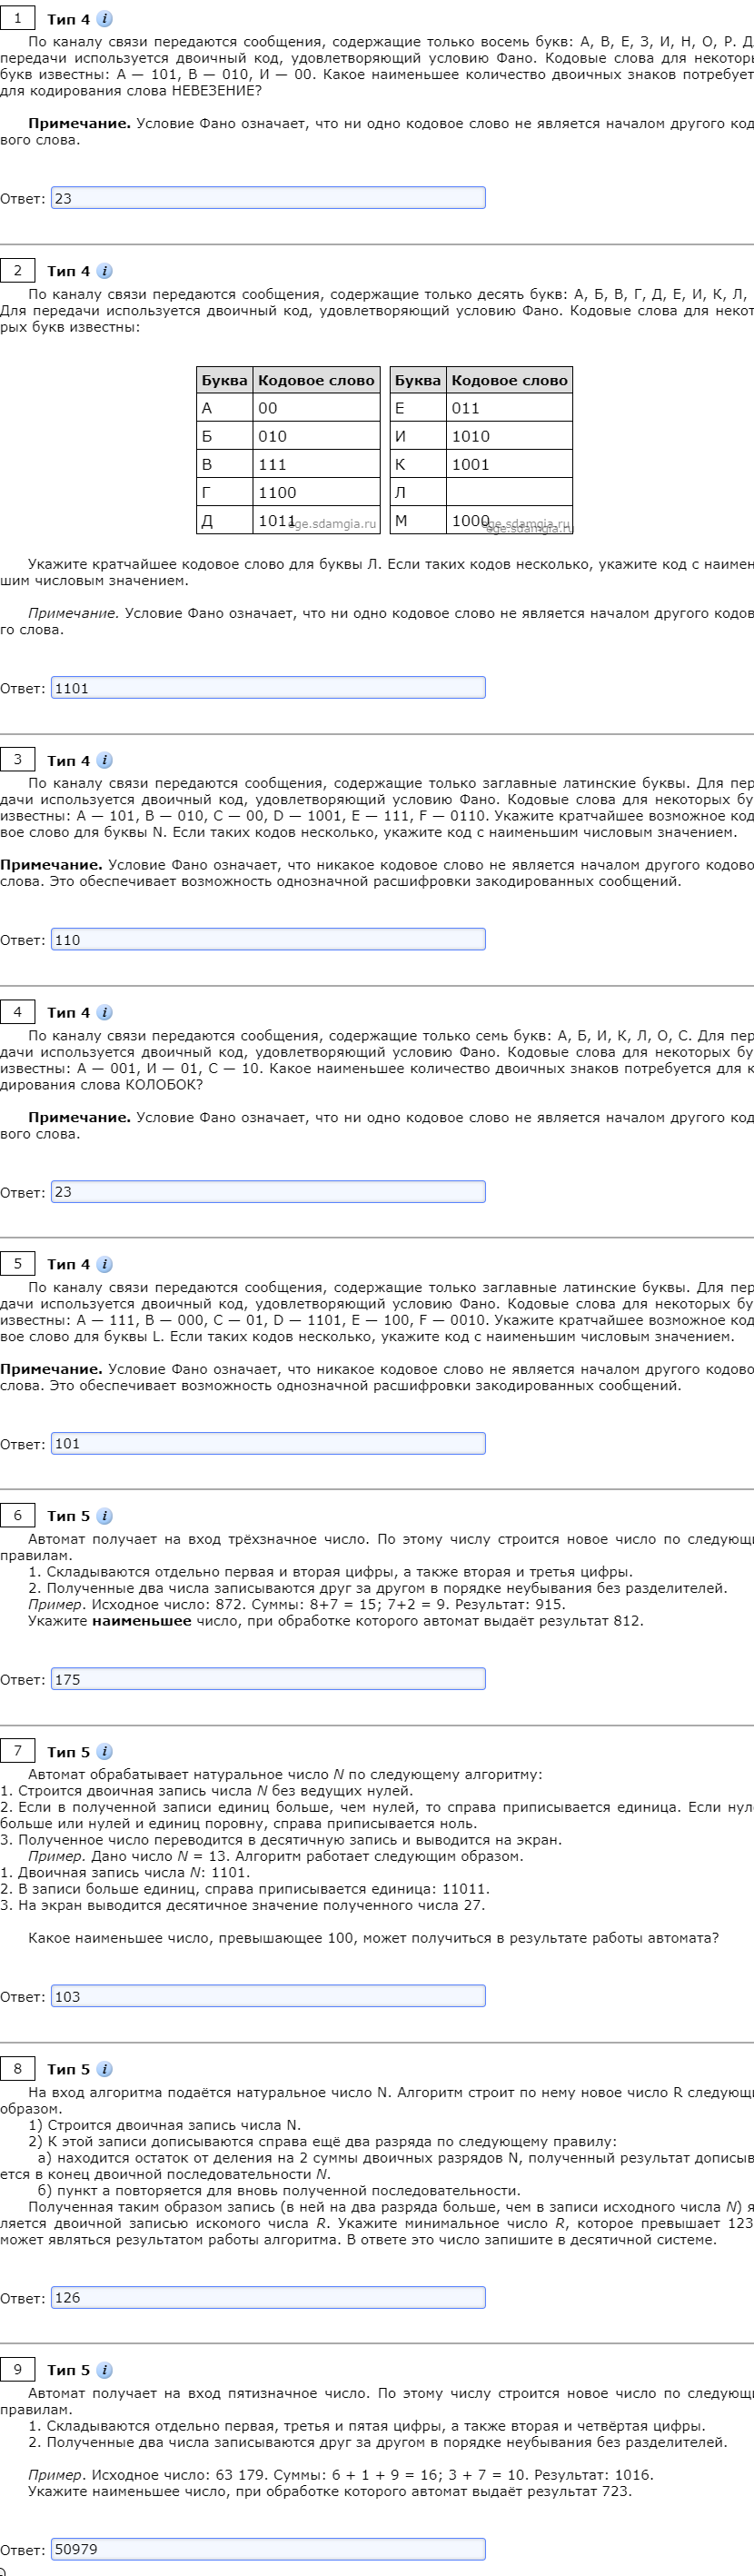 1 Тип 4 i
По каналу связи передаются сообщения, содержащие только восемь букв: А, В, Е, З, И, Н, О, Р.
передачи используется двоичный код, удовлетворяющий условию Фано. Кодовые слова для
букв известны: А — 101, В — 010, И — 00. Какое наименьшее количество двоичных знаков
для кодирования слова НЕВЕЗЕНИЕ?
Примечание. Условие Фано означает, что ни одно кодовое слово не является началом другого код
вого слова.
Ответ: 23
2 Тип 4 i
По каналу связи передаются сообщения, содержащие только десять букв: А, Б, В, Г, Д, Е, И, К, Л,
Для передачи используется двоичный код, удовлетворяющий условию Фано. Кодовые слова для некот
рых букв известны:
Буква Кодовое слово Буква Кодовое слово
А 00 Е 011
Б 010 И 1010
В 111 К 1001
Г 1100 Л
Д 1011 М 1000
ege.sdamgia.ru ege.sdamgia.ru
ege.sdamgia.ru
Укажите кратчайшее кодовое слово для буквы Л. Если таких кодов несколько, укажите код с наимен
шим числовым значением.
Примечание. Условие Фано означает, что ни одно кодовое слово не является началом другого кодов
го слова.
Ответ: 1101
3 Тип 4 i
По каналу связи передаются сообщения, содержащие только заглавные латинские буквы. Для пер
дачи используется двоичный код, удовлетворяющий условию Фано. Кодовые слова для некоторых бу
известны: A — 101, B — 010, C — 00, D — 1001, E — 111, F — 0110. Укажите кратчайшее возможное код
вое слово для буквы N. Если таких кодов несколько, укажите код с наименьшим числовым значением.
Примечание. Условие Фано означает, что никакое кодовое слово не является началом другого кодово
слова. Это обеспечивает возможность однозначной расшифровки закодированных сообщений.
Ответ: 110
4 Тип 4 i
По каналу связи передаются сообщения, содержащие только семь букв: А, Б, И, К, Л, О, С. Для пер
дачи используется двоичный код, удовлетворяющий условию Фано. Кодовые слова для некоторых бу
известны: А — 001, И — 01, С — 10. Какое наименьшее количество двоичных знаков потребуется для к
дирования слова КОЛОБОК?
Примечание. Условие Фано означает, что ни одно кодовое слово не является началом другого код
вого слова.
Ответ: 23
5 Тип 4 i
По каналу связи передаются сообщения, содержащие только заглавные латинские буквы. Для пер
дачи используется двоичный код, удовлетворяющий условию Фано. Кодовые слова для некоторых бу
известны: A — 111, B — 000, C — 01, D — 1101, E — 100, F — 0010. Укажите кратчайшее возможное код
вое слово для буквы L. Если таких кодов несколько, укажите код с наименьшим числовым значением.
Примечание. Условие Фано означает, что никакое кодовое слово не является началом другого кодово
слова. Это обеспечивает возможность однозначной расшифровки закодированных сообщений.
Ответ: 101
6 Тип 5 i
Автомат получает на вход трёхзначное число. По этому числу строится новое число по следующи
правилам.
1. Складываются отдельно первая и вторая цифры, а также вторая и третья цифры.
2. Полученные два числа записываются друг за другом в порядке неубывания без разделителей.
Пример. Исходное число: 872. Суммы: 8+7 = 15; 7+2 = 9. Результат: 915.
Укажите наименьшее число, при обработке которого автомат выдаёт результат 812.
Ответ: 175
7 Тип 5 i
Автомат обрабатывает натуральное число N по следующему алгоритму:
1. Строится двоичная запись числа N без ведущих нулей.
2. Если в полученной записи единиц больше, чем нулей, то справа приписывается единица. Если нул
больше или нулей и единиц поровну, справа приписывается ноль.
3. Полученное число переводится в десятичную запись и выводится на экран.
Пример. Дано число N = 13. Алгоритм работает следующим образом.
1. Двоичная запись числа N: 1101.
2. В записи больше единиц, справа приписывается единица: 11011.
3. На экран выводится десятичное значение полученного числа 27.
Какое наименьшее число, превышающее 100, может получиться в результате работы автомата?
Ответ: 103
8 Тип 5 i
На вход алгоритма подаётся натуральное число N. Алгоритм строит по нему новое число R следующи
образом.
1) Строится двоичная запись числа N.
2) К этой записи дописываются справа ещё два разряда по следующему правилу:
а) находится остаток от деления на 2 суммы двоичных разрядов N, полученный результат дописыв
ется в конец двоичной последовательности N.
б) пункт а повторяется для вновь полученной последовательности.
Полученная таким образом запись (в ней на два разряда больше, чем в записи исходного числа N) я
ляется двоичной записью искомого числа R. Укажите минимальное число R, которое превышает 123
может являться результатом работы алгоритма. В ответе это число запишите в десятичной системе.
Ответ: 126
9 Тип 5 i
Автомат получает на вход пятизначное число. По этому числу строится новое число по следующи
правилам.
1. Складываются отдельно первая, третья и пятая цифры, а также вторая и четвёртая цифры.
2. Полученные два числа записываются друг за другом в порядке неубывания без разделителей.
Пример. Исходное число: 63 179. Суммы: 6 + 1 + 9 = 16; 3 + 7 = 10. Результат: 1016.
Укажите наименьшее число, при обработке которого автомат выдаёт результат 723.
Ответ: 50979